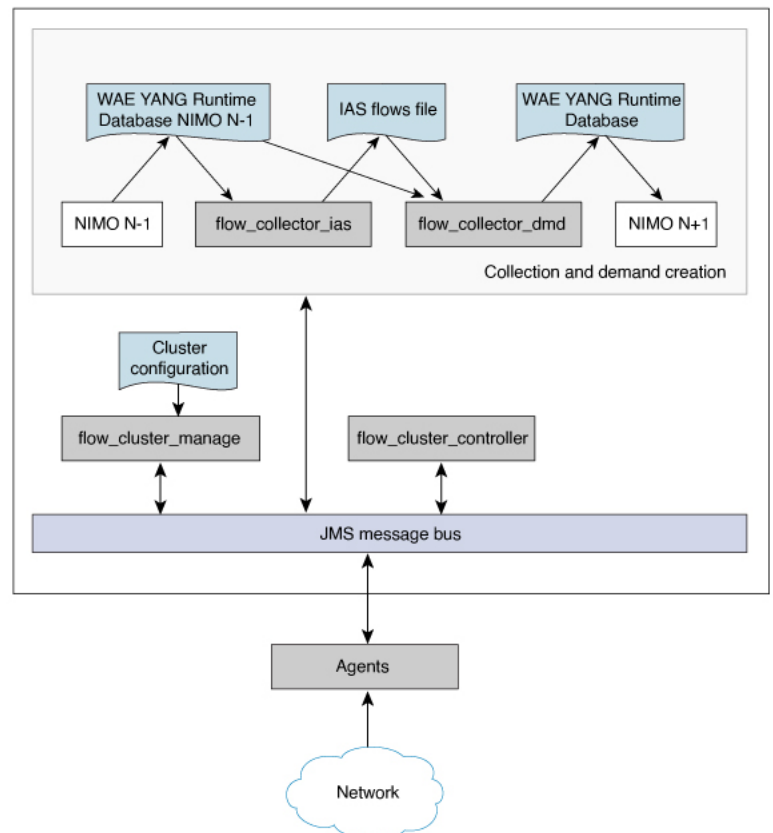 WAE YANG Runtime
Database NIMO N-1
IAS flows file
WAE YANG Runtime
Database
NIMO N-1
flow_collector_ias
flow_collector_dmd
NIMO N+1
Collection and demand creation
Cluster
configuration
flow_cluster_manage
flow_cluster_controller
JMS message bus
Agents
Network